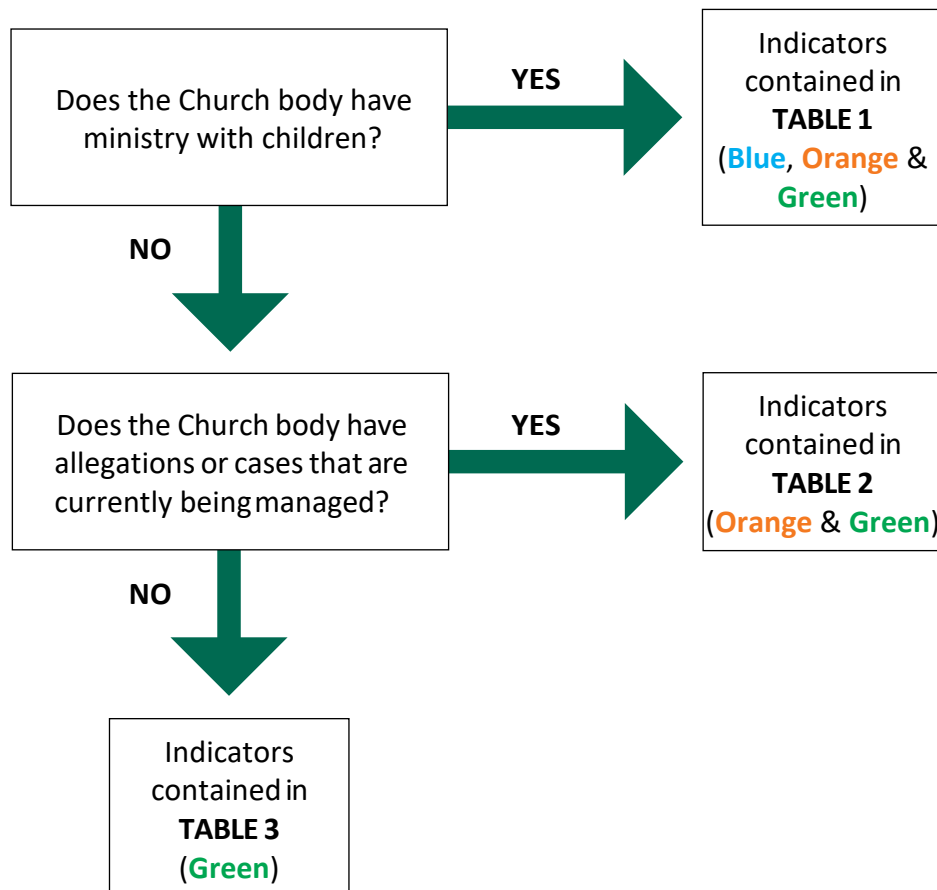 Does the Church body have
ministry with children?
YES
Indicators
contained in
TABLE 1
(Blue, Orange &
Green)
NO
Does the Church body have
allegations or cases that are
currently being managed?
YES
Indicators
contained in
TABLE 2
(Orange & Green)
NO
Indicators
contained in
TABLE 3
(Green)